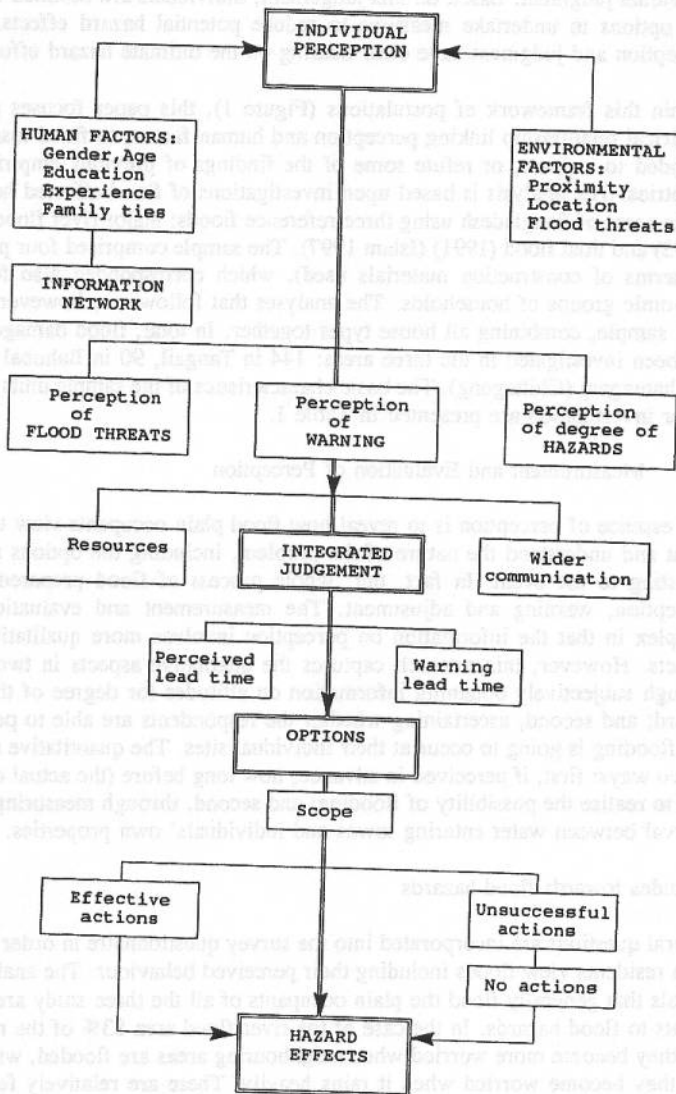 INDIVIDUAL
PERCEPTION
HUMAN FACTORS:
Gender,Age
Education
Experience
Family ties
ENVIRONMENTAL
FACTORS:
Proximity
Location
Flood threats
INFORMATION
NETWORK
Perception
of
FLOOD THREATS
Perception
of
WARNING
Perception
of degree of
HAZARDS
Resources
INTEGRATED
JUDGEMENT
Wider
communication
Perceived
lead time
Warning
lead time
OPTIONS
Scope
Effective
actions
Unsuccessful
actions
No actions
HAZARD
EFFECTS